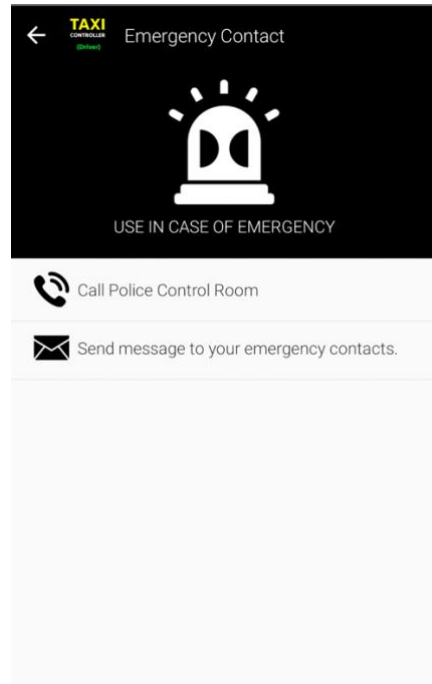 TAXI
CONTROLLER
(Driver)
Emergency Contact
USE IN CASE OF EMERGENCY
Call Police Control Room
Send message to your emergency contacts.